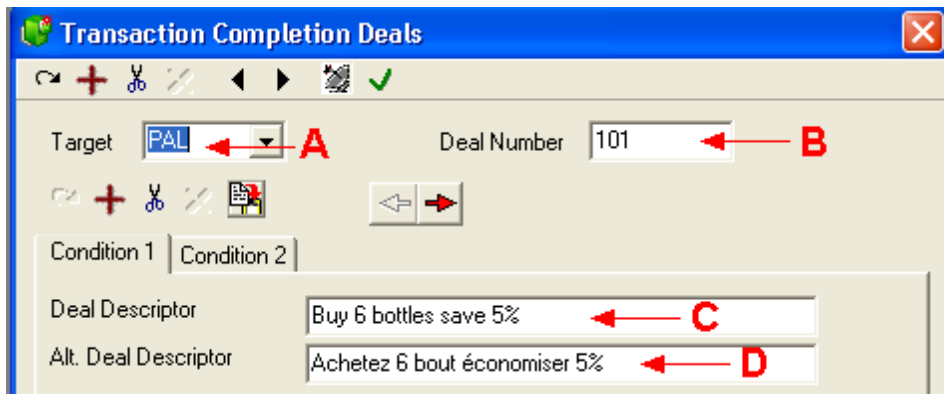 Transaction Completion Deals
Target PAL A Deal Number 101 B
Condition 1 Condition 2
Deal Descriptor Buy 6 bottles save 5% C
Alt. Deal Descriptor Achetez 6 bout économiser 5% D